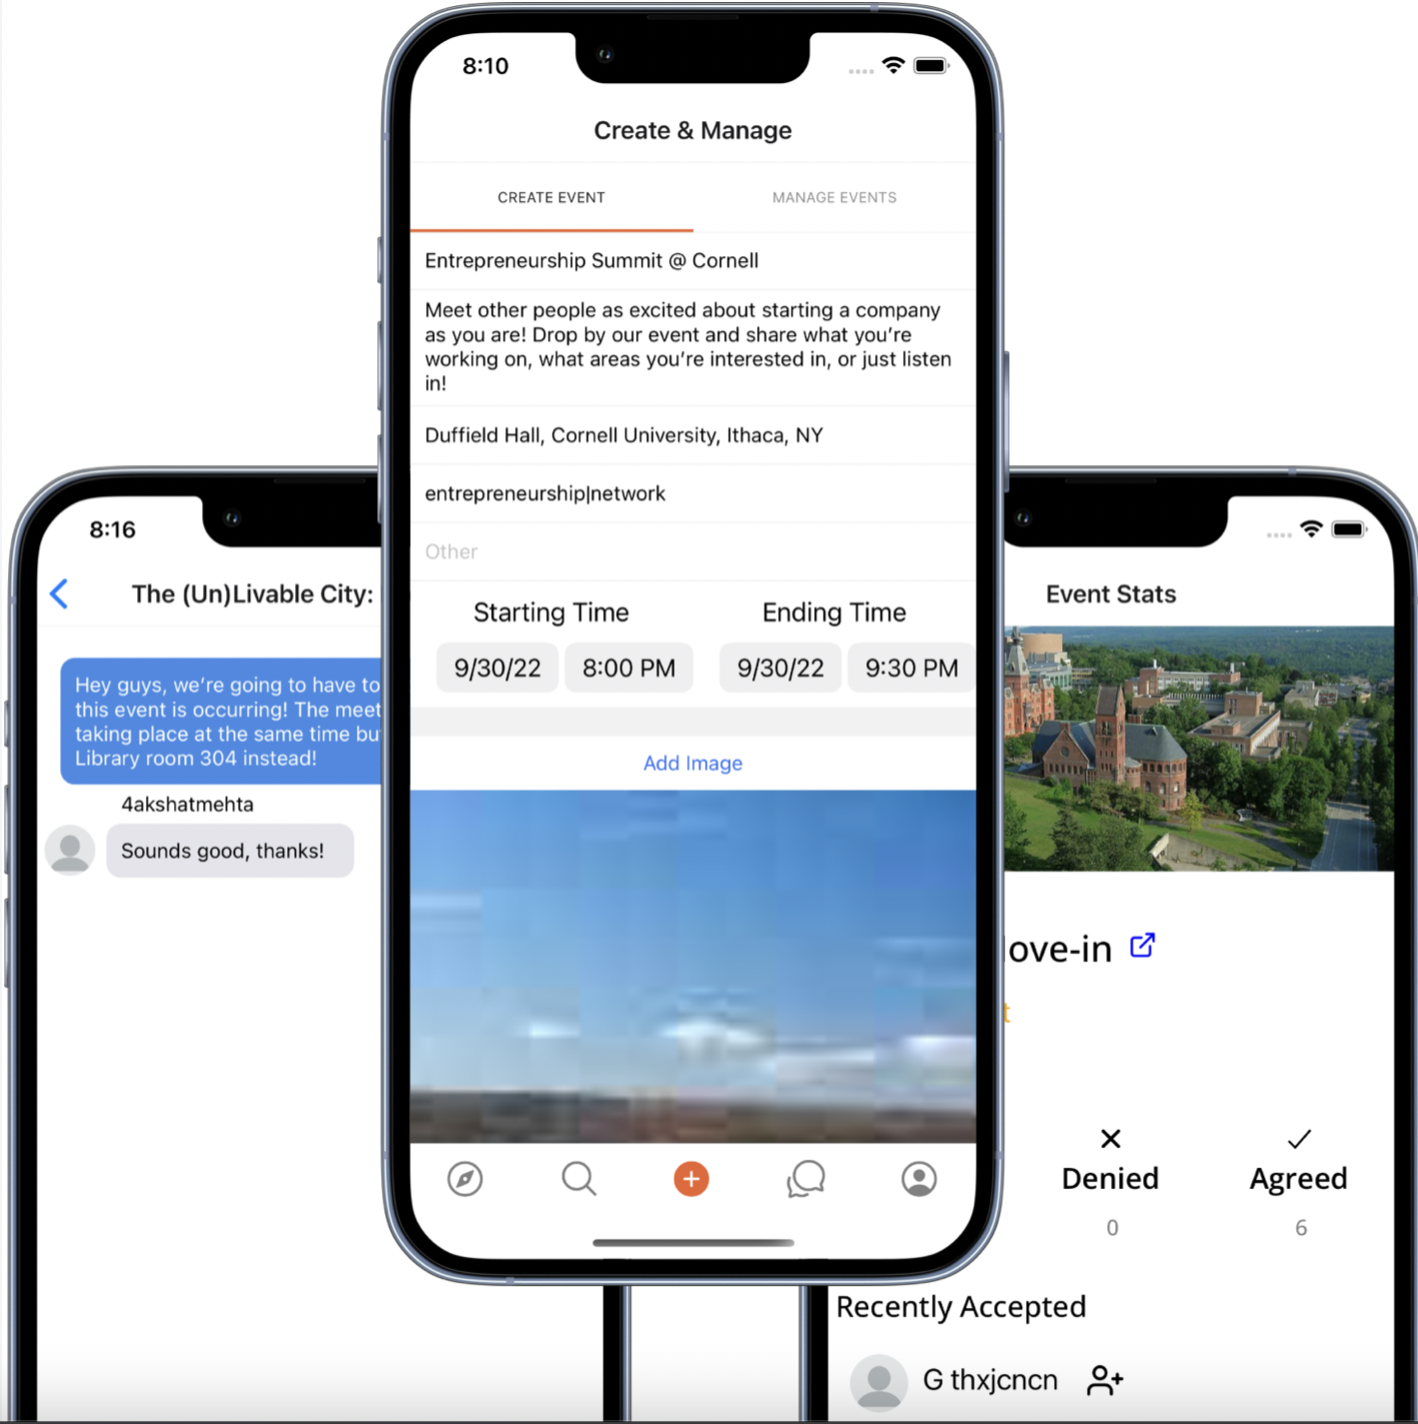 8:10
Create & Manage
CREATE EVENT
MANAGE EVENTS
Entrepreneurship Summit @ Cornell
Meet other people as excited about starting a company
as you are! Drop by our event and share what you're
working on, what areas you're interested in, or just listen
in!
Duffield Hall, Cornell University, Ithaca, NY
entrepreneurship|network
Other
Starting Time
Ending Time
9/30/22
8:00 PM
9/30/22
9:30 PM
Add Image
8:16
The (Un)Livable City:
Hey guys, we're going to have to
this event is occurring! The meet
taking place at the same time bu
Library room 304 instead!
4akshatmehta
Sounds good, thanks!
Event Stats
ove-in
t
Denied
Agreed
0
6
Recently Accepted
G thxjcncn